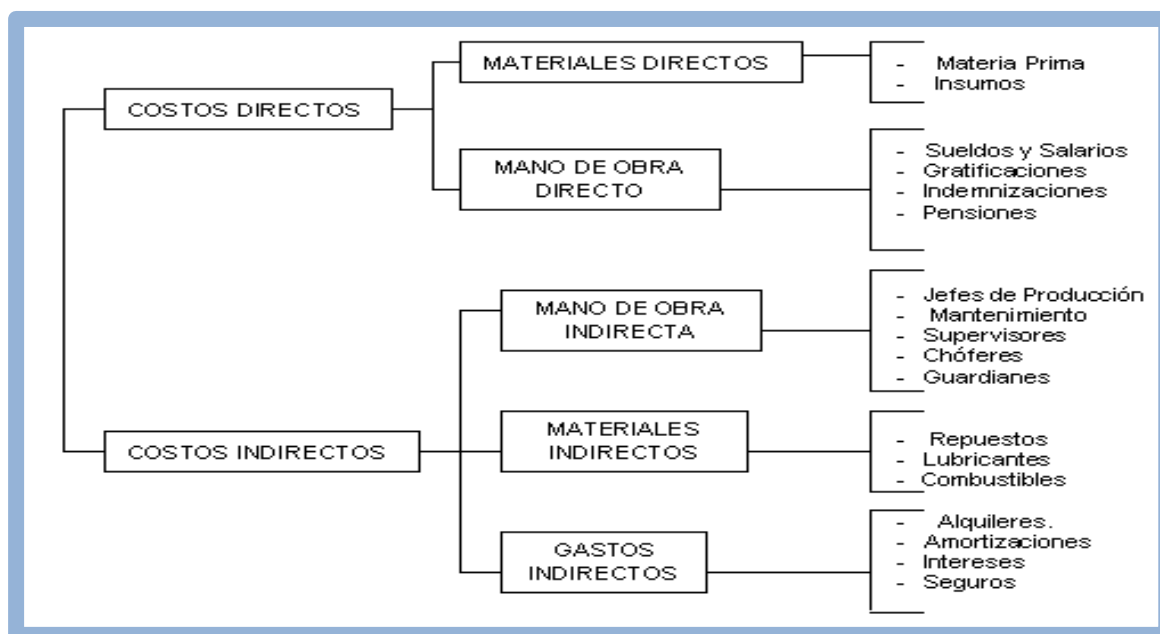 COSTOS DIRECTOS
MATERIALES DIRECTOS
- Materia Prima
- Insumos
MANO DE OBRA
DIRECTO
- Sueldos y Salarios
- Gratificaciones
- Indemnizaciones
- Pensiones
COSTOS INDIRECTOS
MANO DE OBRA
INDIRECTA
- Jefes de Producción
- Mantenimiento
- Supervisores
- Chóferes
- Guardianes
MATERIALES
INDIRECTOS
- Repuestos
- Lubricantes
- Combustibles
GASTOS
INDIRECTOS
- Alquileres.
- Amortizaciones
- Intereses
- Seguros